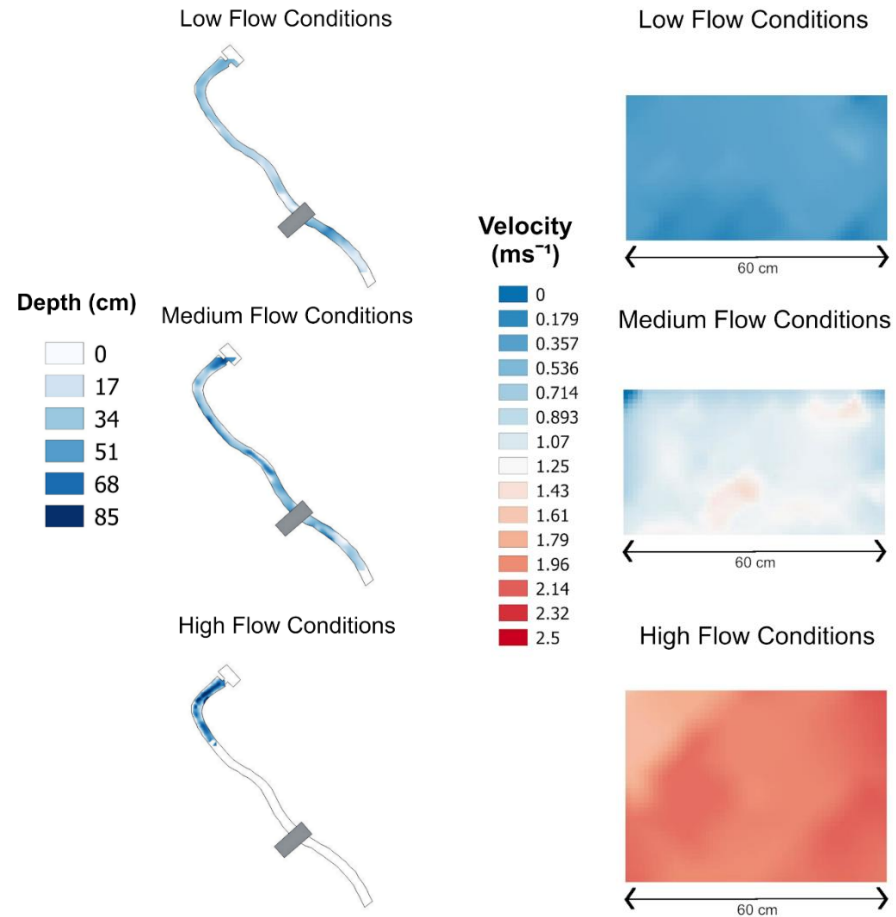 Low Flow Conditions
Low Flow Conditions
60 cm
Depth (cm)
0
17
34
51
68
85
Medium Flow Conditions
Velocity
(ms⁻¹)
0
0.179
0.357
0.536
0.714
0.893
1.07
1.25
1.43
1.61
1.79
1.96
2.14
2.32
2.5
Medium Flow Conditions
60 cm
High Flow Conditions
High Flow Conditions
60 cm